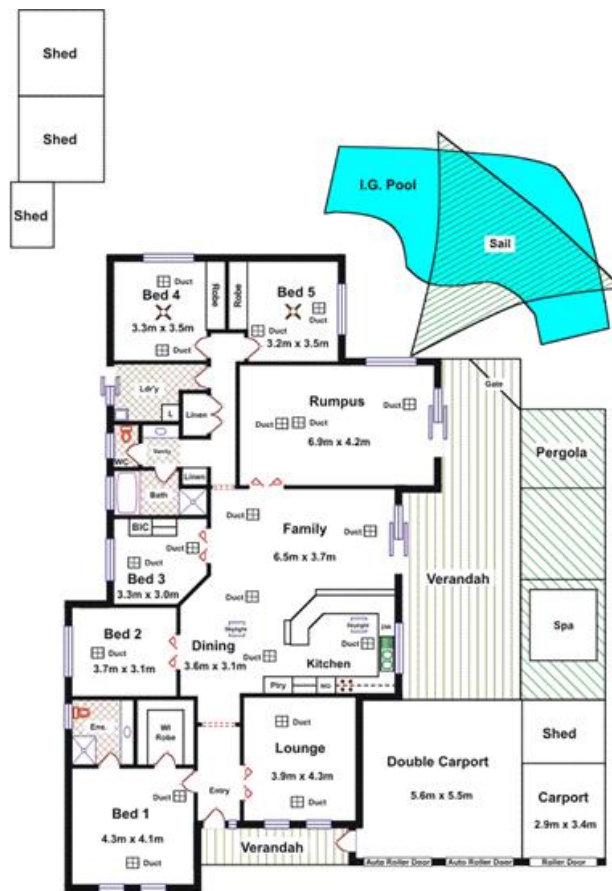 Shed
Shed
Shed
I.G. Pool
Sail
Bed 4
3.3m x 3.5m
Duct
Duct
Robe
Robe
Bed 5
3.2m x 3.5m
Duct
Duct
Ldr'y
L
Linen
Rumpus
6.9m x 4.2m
Duct
Duct
Duct
Gate
Pergola
WC
Vanity
Bath
Linen
BIC
Duct
Duct
Bed 3
3.3m x 3.0m
Family
6.5m x 3.7m
Duct
Duct
Verandah
Spa
Duct
Bed 2
Duct
3.7m x 3.1m
Dining
3.6m x 3.1m
Skylight
Duct
Skylight
Duct
DW
Kitchen
Ptry
WO
Ens.
WI
Robe
Duct
Lounge
3.9m x 4.3m
Duct
Double Carport
5.6m x 5.5m
Shed
Carport
2.9m x 3.4m
Bed 1
4.3m x 4.1m
Duct
Duct
Entry
Verandah
Auto Roller Door
Auto Roller Door
Roller Door